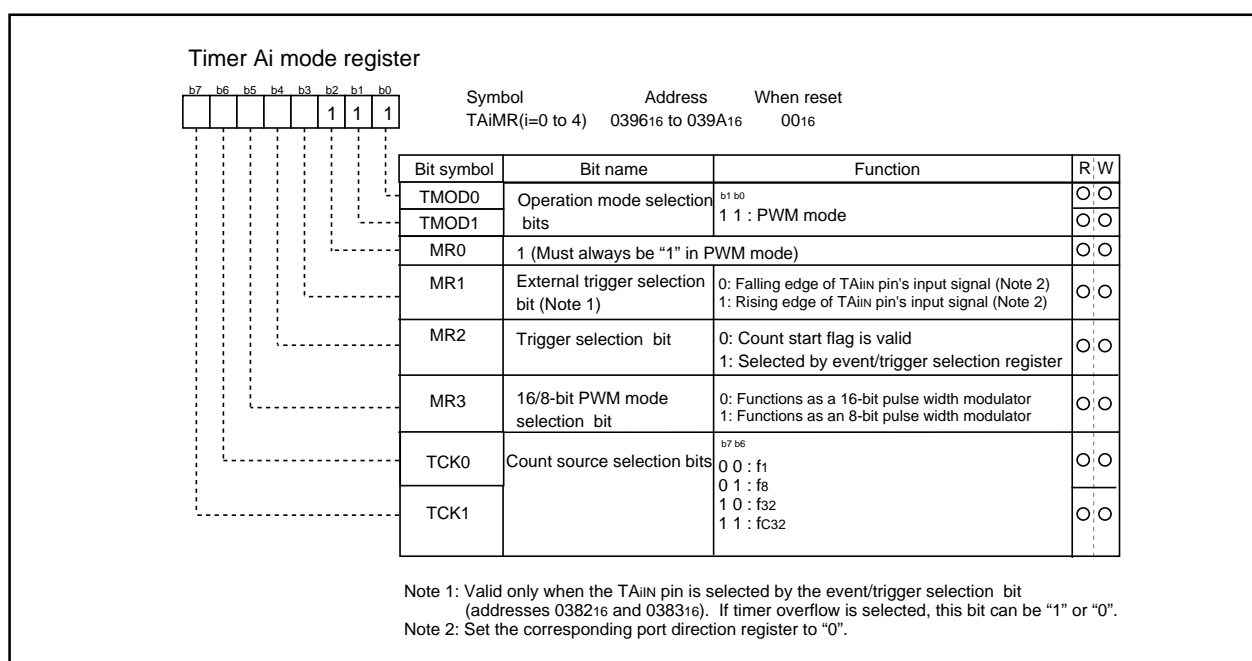 Timer Ai mode register
b7 b6 b5 b4 b3 b2 b1 b0
1 1 1
Symbol Address When reset
TAiMR(i=0 to 4) 039616 to 039A16 0016
Bit symbol Bit name Function R W
TMOD0
TMOD1
Operation mode selection
bits
b1 b0
1 1 : PWM mode
MR0 1 (Must always be “1” in PWM mode)
MR1 External trigger selection
bit (Note 1)
0: Falling edge of TAiIN pin’s input signal (Note 2)
1: Rising edge of TAiIN pin’s input signal (Note 2)
MR2 Trigger selection bit
0: Count start flag is valid
1: Selected by event/trigger selection register
MR3 16/8-bit PWM mode
selection bit
0: Functions as a 16-bit pulse width modulator
1: Functions as an 8-bit pulse width modulator
TCK0
TCK1
Count source selection bits
b7 b6
0 0 : f1
0 1 : f8
1 0 : f32
1 1 : fC32
Note 1: Valid only when the TAiIN pin is selected by the event/trigger selection bit
(addresses 038216 and 038316). If timer overflow is selected, this bit can be “1” or “0”.
Note 2: Set the corresponding port direction register to “0”.